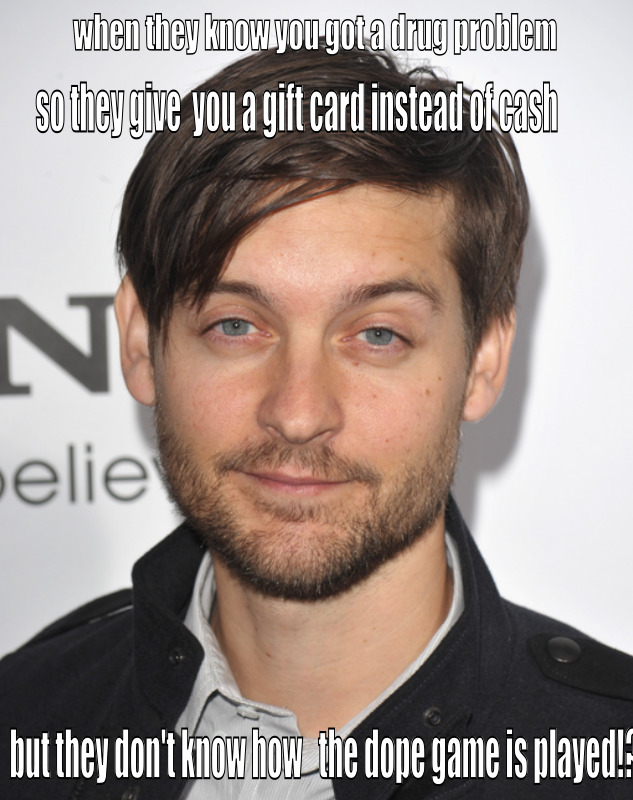 when they know you got a drug problem
so they give you a gift card instead of cash
N
believ
but they don't know how the dope game is played!?